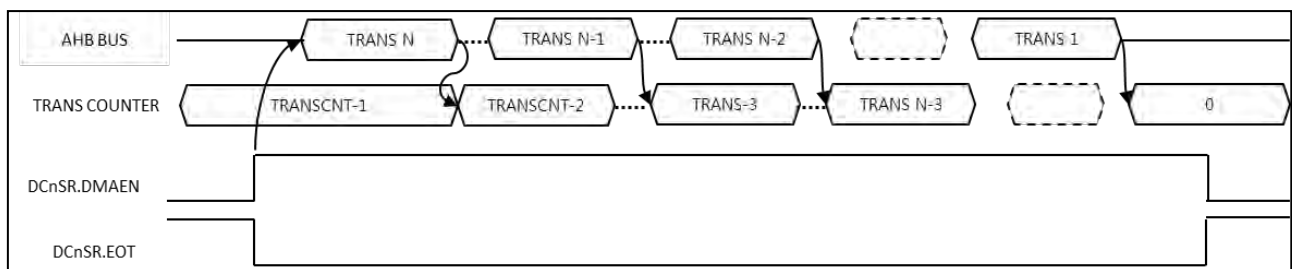 AHB BUS TRANS N TRANS N-1 TRANS N-2 TRANS 1
TRANS COUNTER TRANSCNT-1 TRANSCNT-2 TRANS-3 TRANS N-3 0
DCnSR.DMAEN
DCnSR.EOT